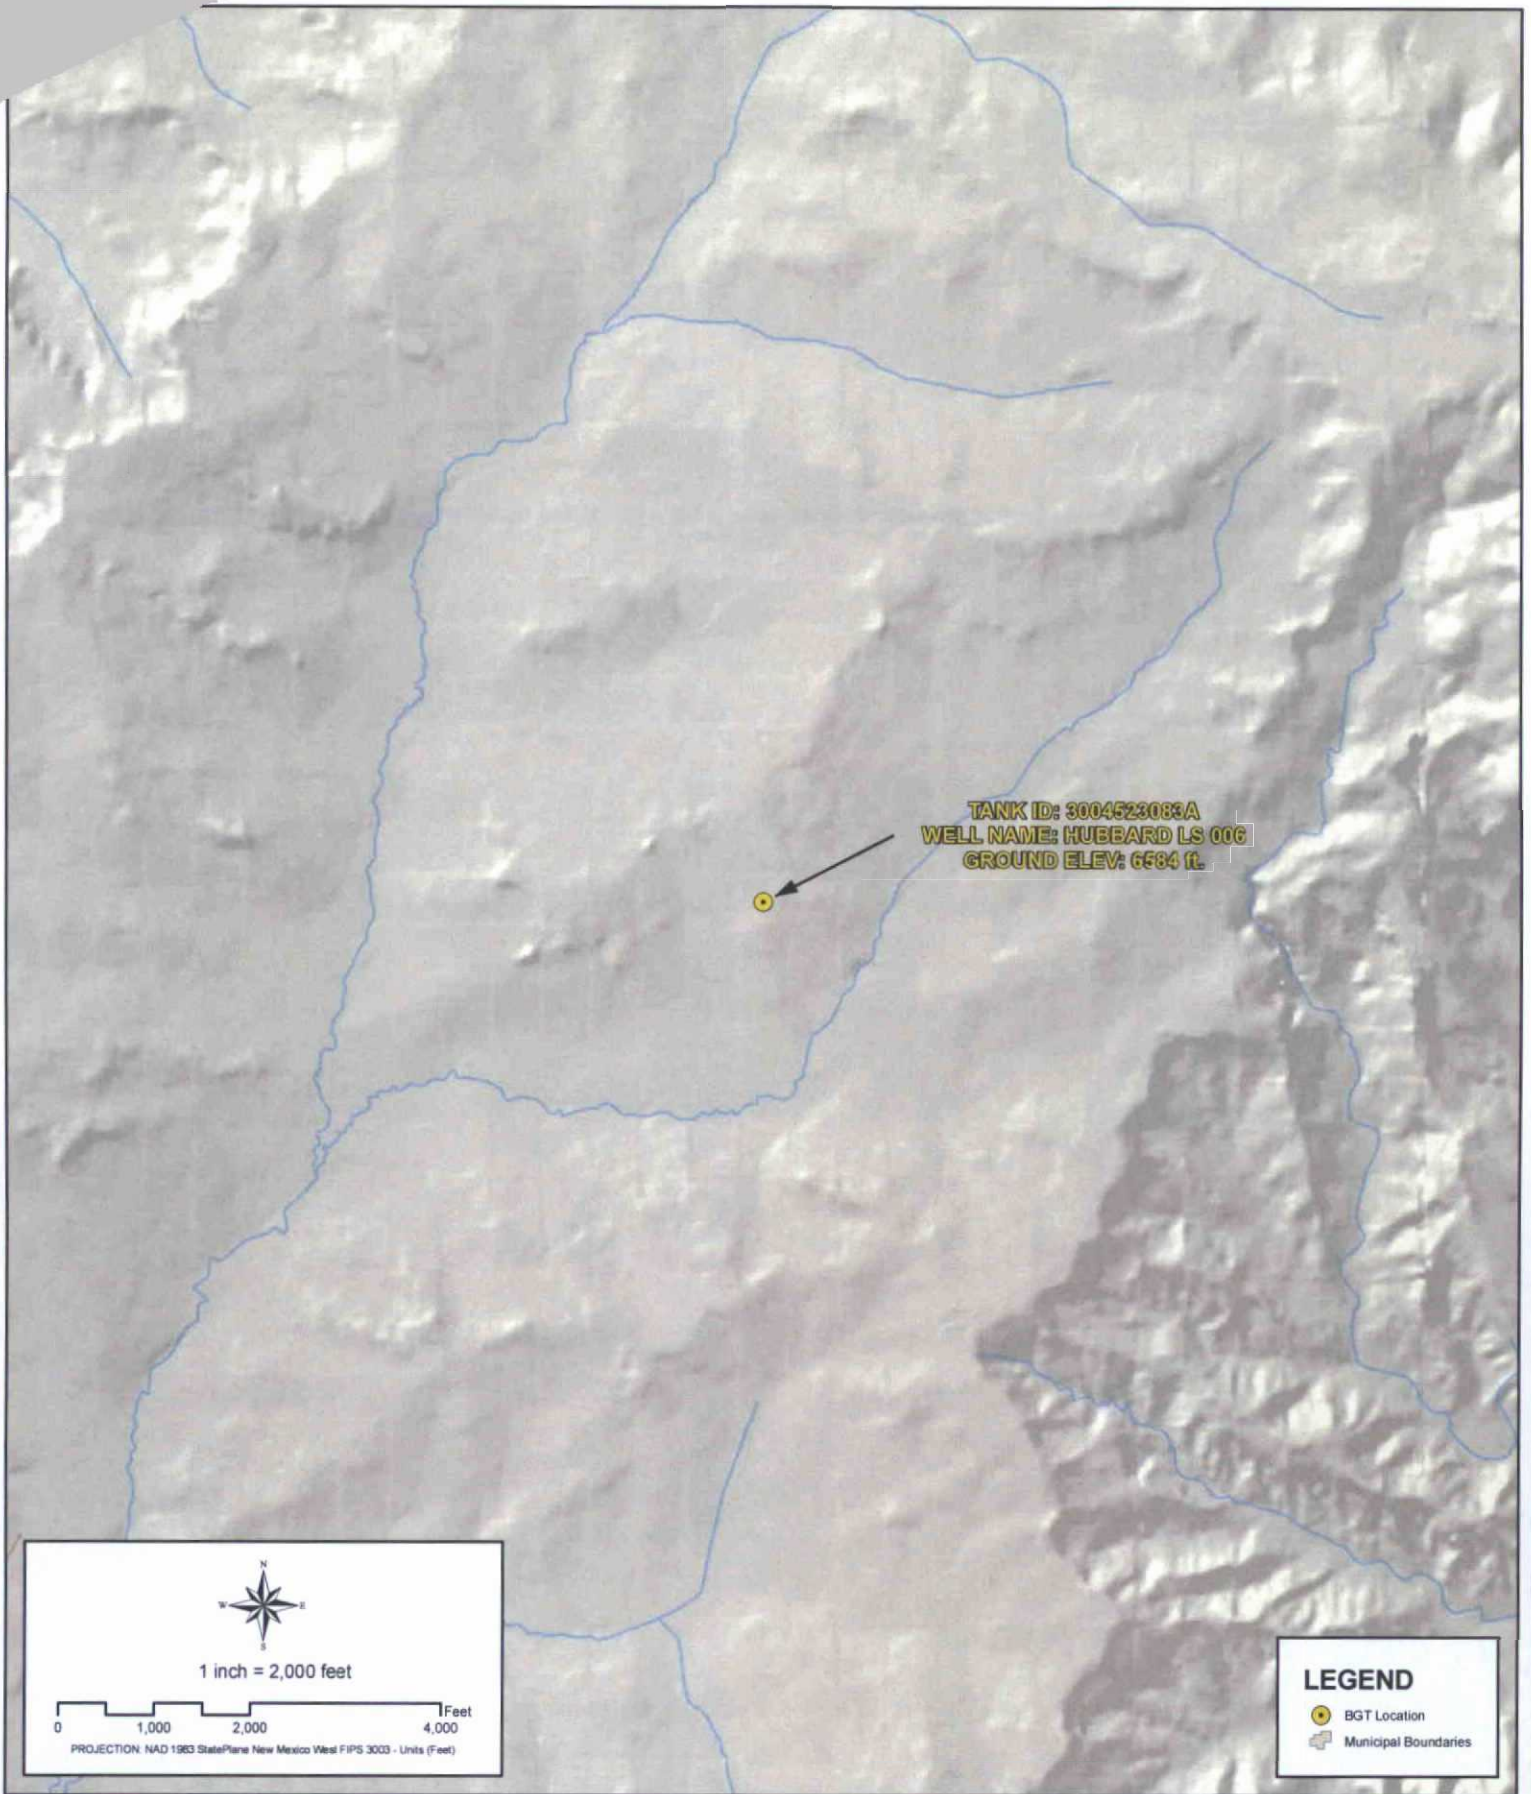 TANK ID: 3004523083A
WELL NAME: HUBBARD LS 006
GROUND ELEV: 6584 ft.
N
W E
S
1 inch = 2,000 feet
Feet
0 1,000 2,000 4,000
PROJECTION: NAD 1983 StatePlane New Mexico West FIPS 3003 - Units (Feet)
LEGEND
BGT Location
Municipal Boundaries